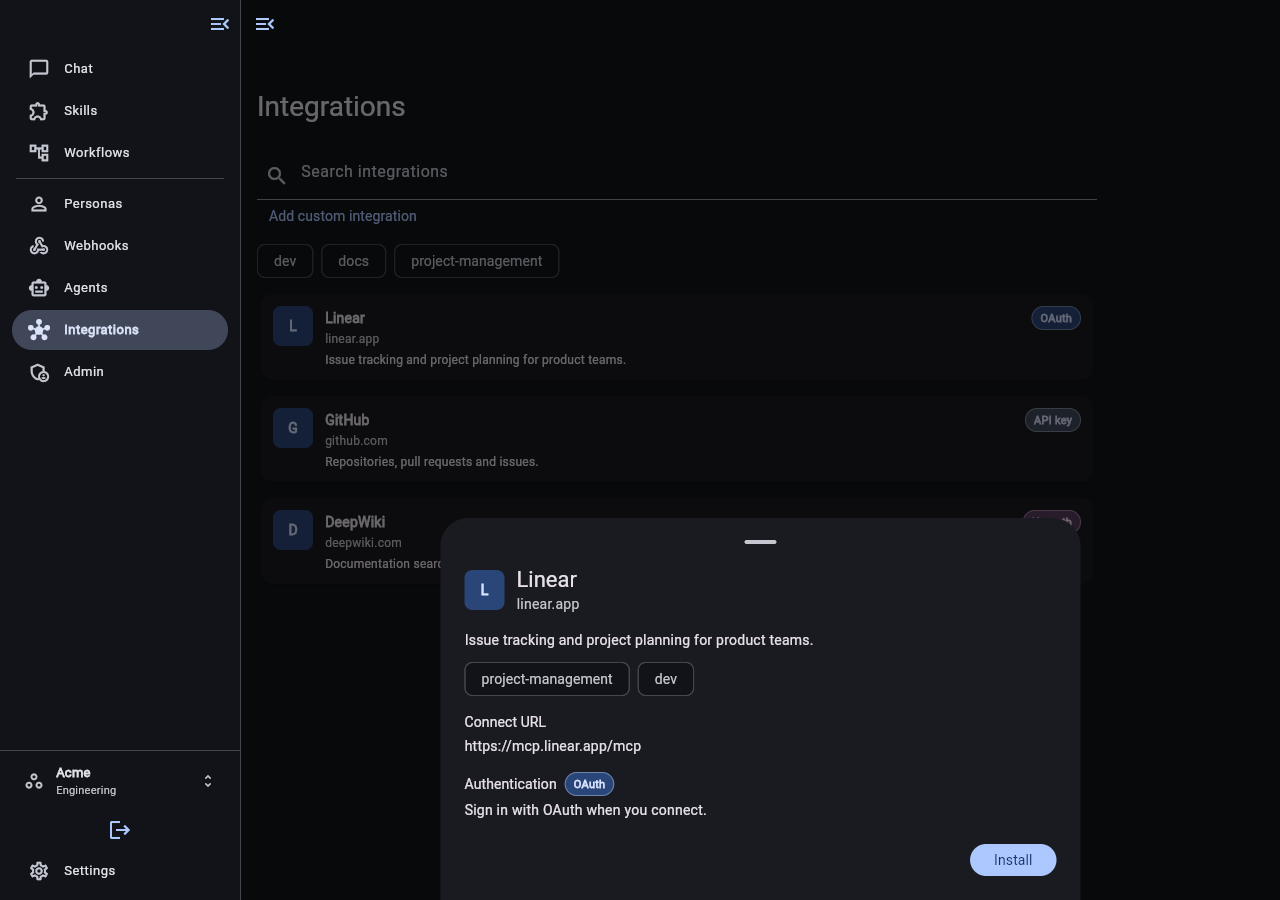 Chat
Skills
Workflows
Personas
Webhooks
Agents
Integrations
Admin
Acme
Engineering
Settings
Integrations
Search integrations
Add custom integration
dev
docs
project-management
L
Linear
OAuth
linear.app
Issue tracking and project planning for product teams.
G
GitHub
API key
github.com
Repositories, pull requests and issues.
D
DeepWiki
deepwiki.com
Documentation
L
Linear
linear.app
Issue tracking and project planning for product teams.
project-management
dev
Connect URL
https://mcp.linear.app/mcp
Authentication
OAuth
Sign in with OAuth when you connect.
Install